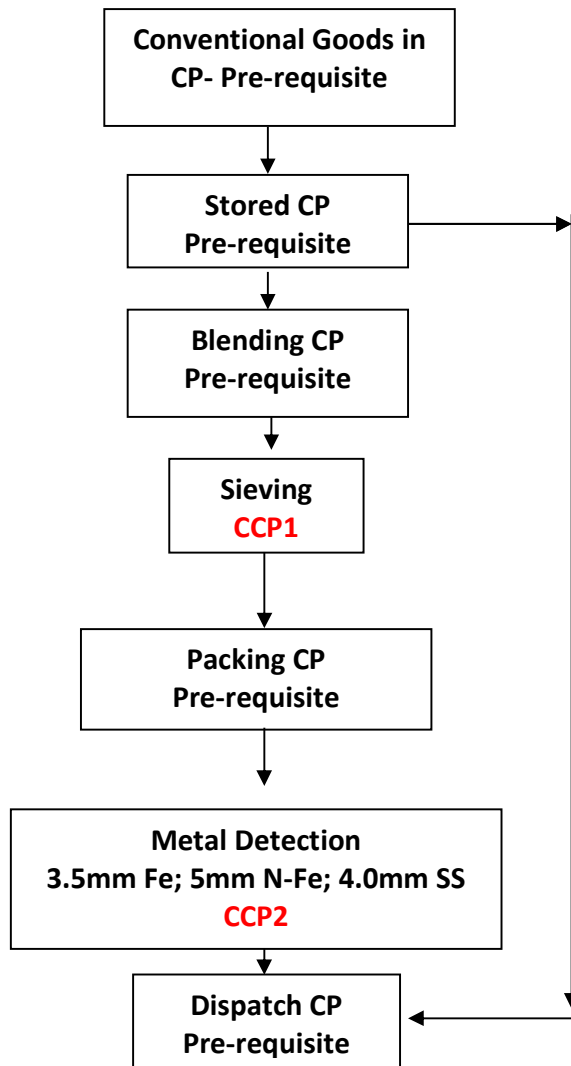 Conventional Goods in
CP- Pre-requisite
Stored CP
Pre-requisite
Blending CP
Pre-requisite
Sieving
CCP1
Packing CP
Pre-requisite
Metal Detection
3.5mm Fe; 5mm N-Fe; 4.0mm SS
CCP2
Dispatch CP
Pre-requisite